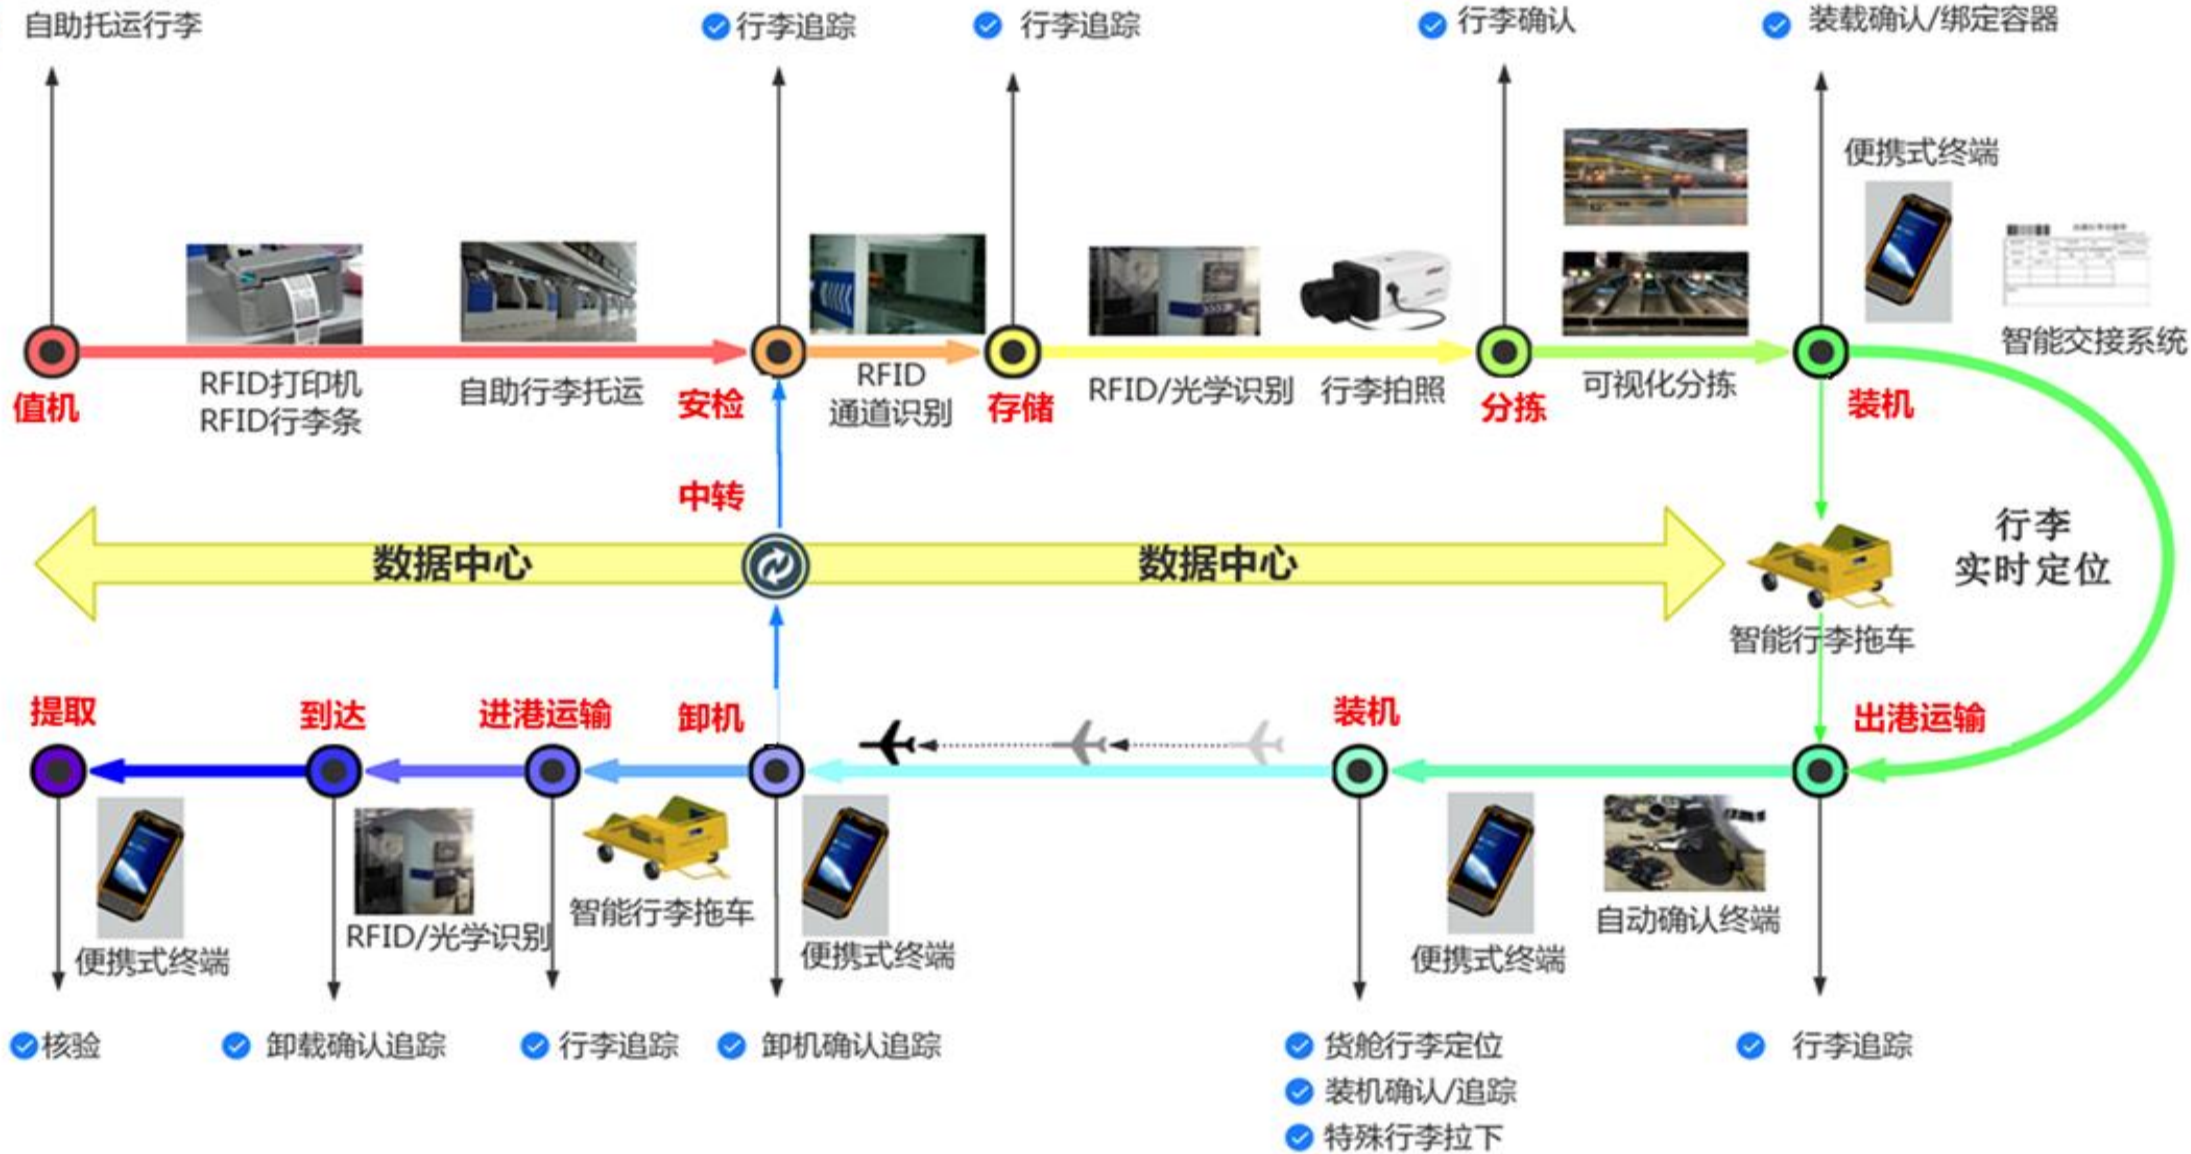 自助托运行李
行李追踪
行李追踪
行李确认
装载确认/绑定容器
便携式终端
智能交接系统
RFID打印机
RFID行李条
自助行李托运
RFID
通道识别
RFID/光学识别
行李拍照
可视化分拣
值机
安检
存储
分拣
装机
中转
数据中心
数据中心
行李
实时定位
智能行李拖车
提取
到达
进港运输
卸机
装机
出港运输
便携式终端
RFID/光学识别
智能行李拖车
便携式终端
便携式终端
自动确认终端
核验
卸载确认追踪
行李追踪
卸机确认追踪
货舱行李定位
装机确认/追踪
特殊行李拉下
行李追踪